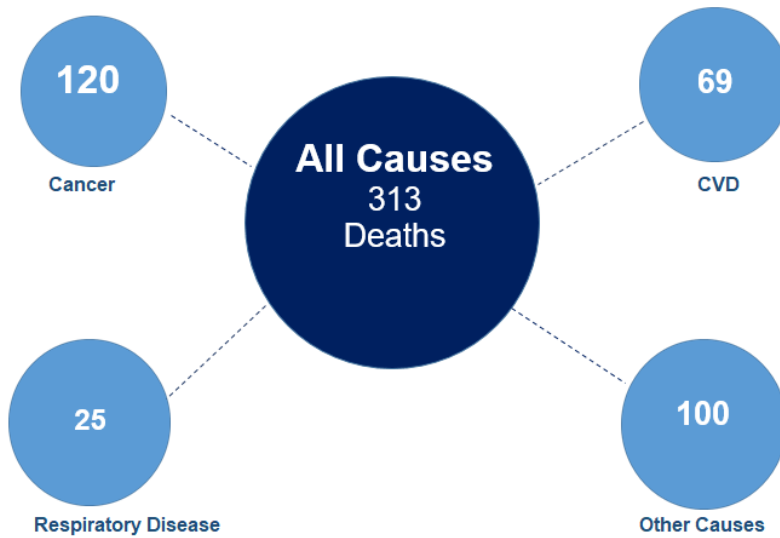 120
Cancer
69
CVD
All Causes
313
Deaths
25
Respiratory Disease
100
Other Causes